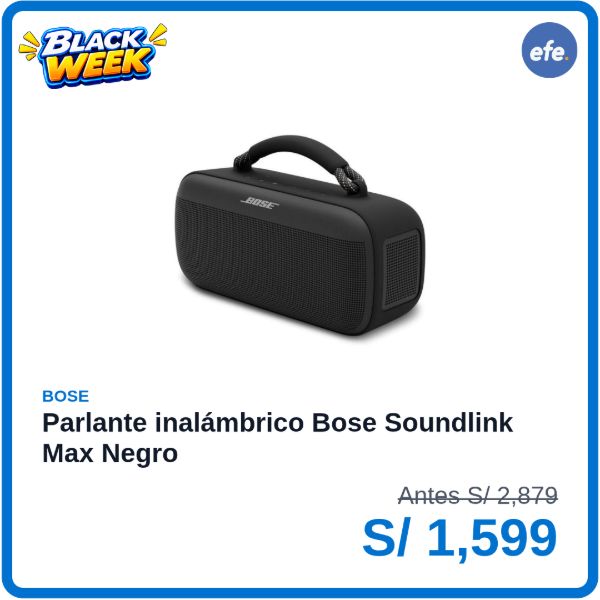 BLACK
WEEK
efe.
BOSE
BOSE
Parlante inalámbrico Bose Soundlink
Max Negro
Antes S/ 2,879
S/ 1,599